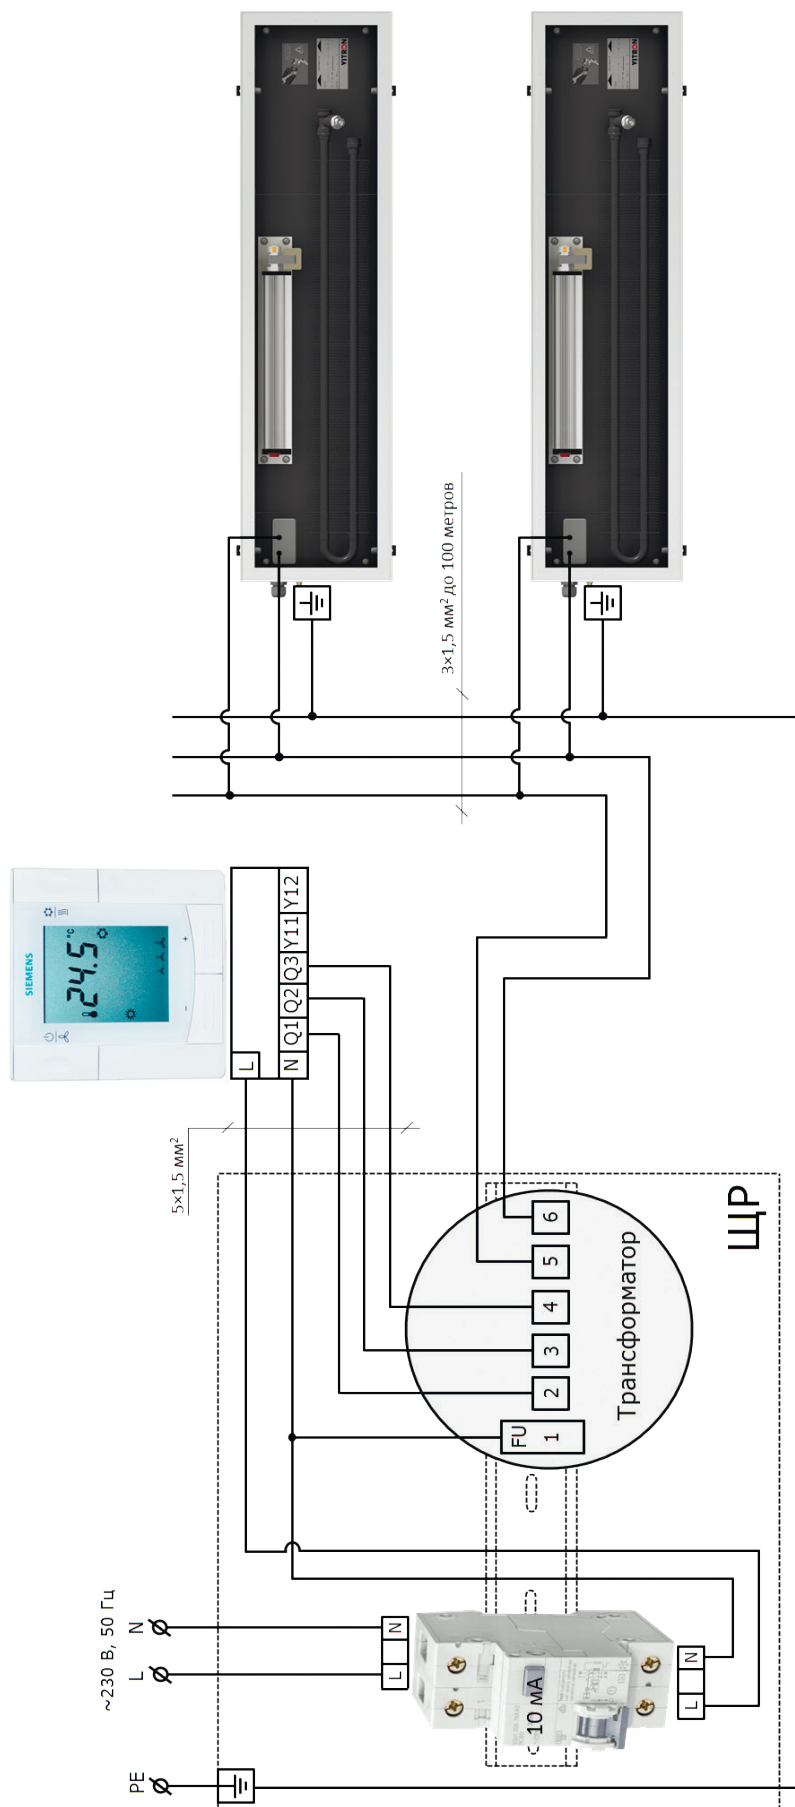 VITRON
VITRON
3×1,5 мм² до 100 метров
SIEMENS
24.5 °C
L
N Q1 Q2 Q3 Y11 Y12
5×1,5 мм²
ЩР
Трансформатор
FU
1
2
3
4
5
6
~230 В, 50 Гц
N
L
PE
L N
10 мА
L N